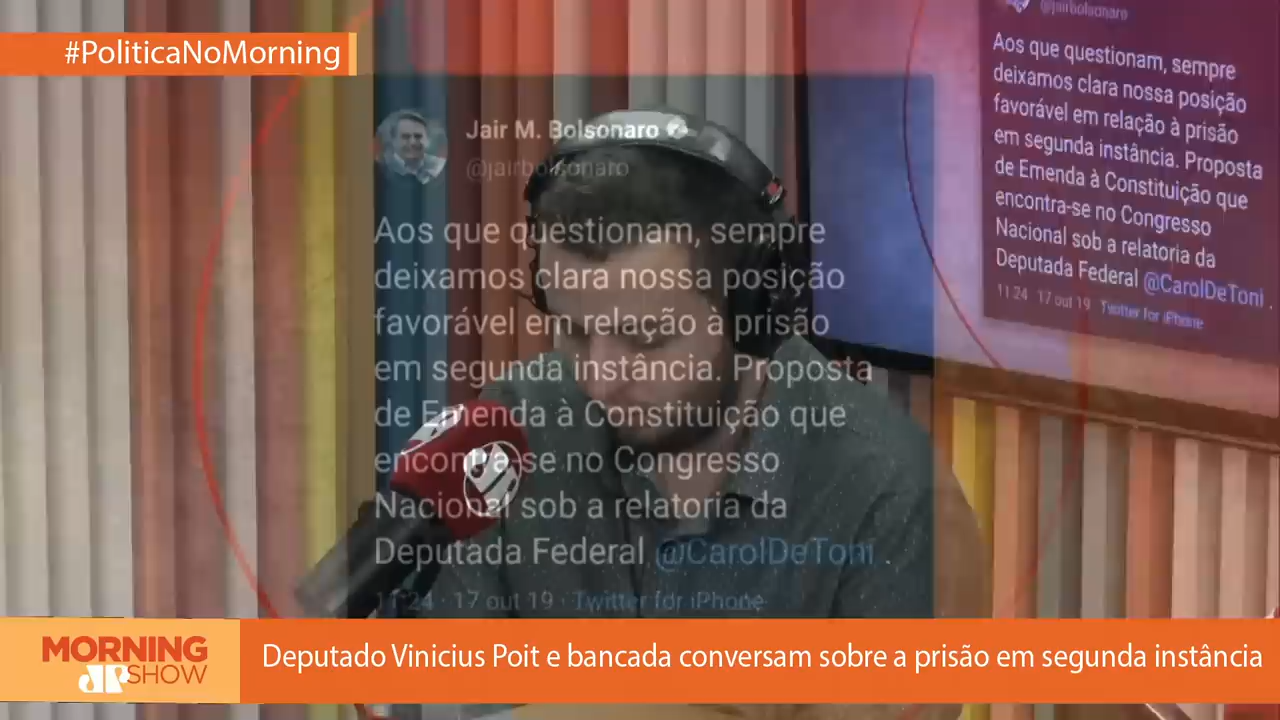 #PoliticaNoMorning
Jair M. Bolsonaro
@jairbolsonaro
Aos que questionam, sempre
deixamos clara nossa posição
favorável em relação à prisão
em segunda instância. Proposta
de Emenda à Constituição que
encontra-se no Congresso
Nacional sob a relatoria da
Deputada Federal @CarolDeToni .
11:24 · 17 out 19 · Twitter for iPhone
@jairbolsonaro
Aos que questionam, sempre
deixamos clara nossa posição
favorável em relação à prisão
em segunda instância. Proposta
de Emenda à Constituição que
encontra-se no Congresso
Nacional sob a relatoria da
Deputada Federal @CarolDeToni .
11:24 · 17 out 19 · Twitter for iPhone
MORNING
JP SHOW
Deputado Vinicius Poit e bancada conversam sobre a prisão em segunda instância